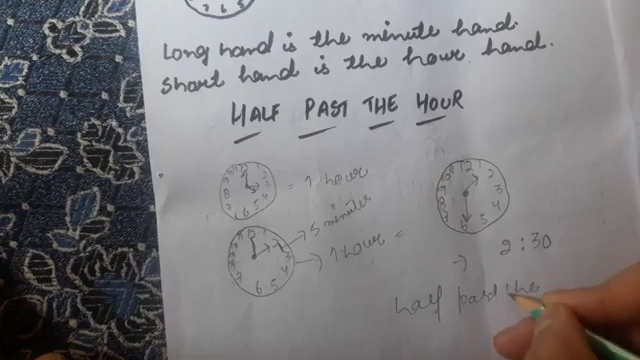 Long hand is the minute hand.
Short hand is the hour hand.
HALF PAST THE HOUR
= 1 hour
5 minute
1 hour =
2:30
half past the